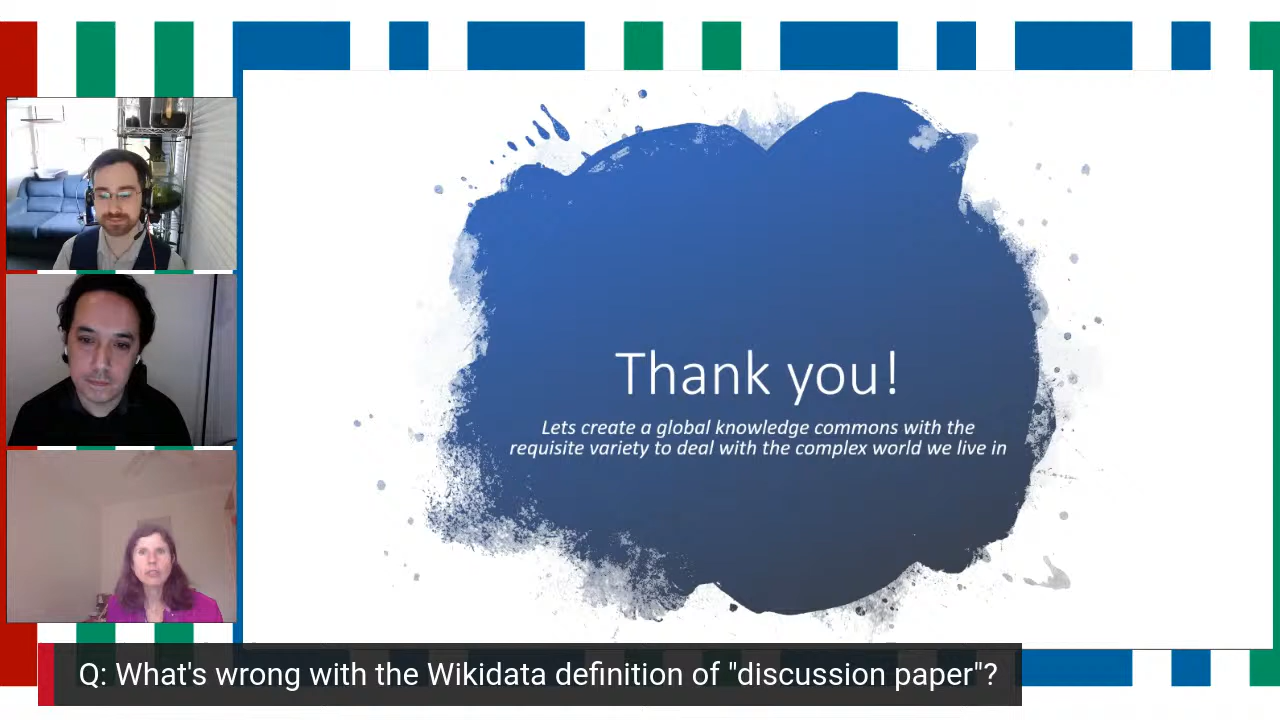 Thank you!
Lets create a global knowledge commons with the
requisite variety to deal with the complex world we live in
Q: What's wrong with the Wikidata definition of "discussion paper"?